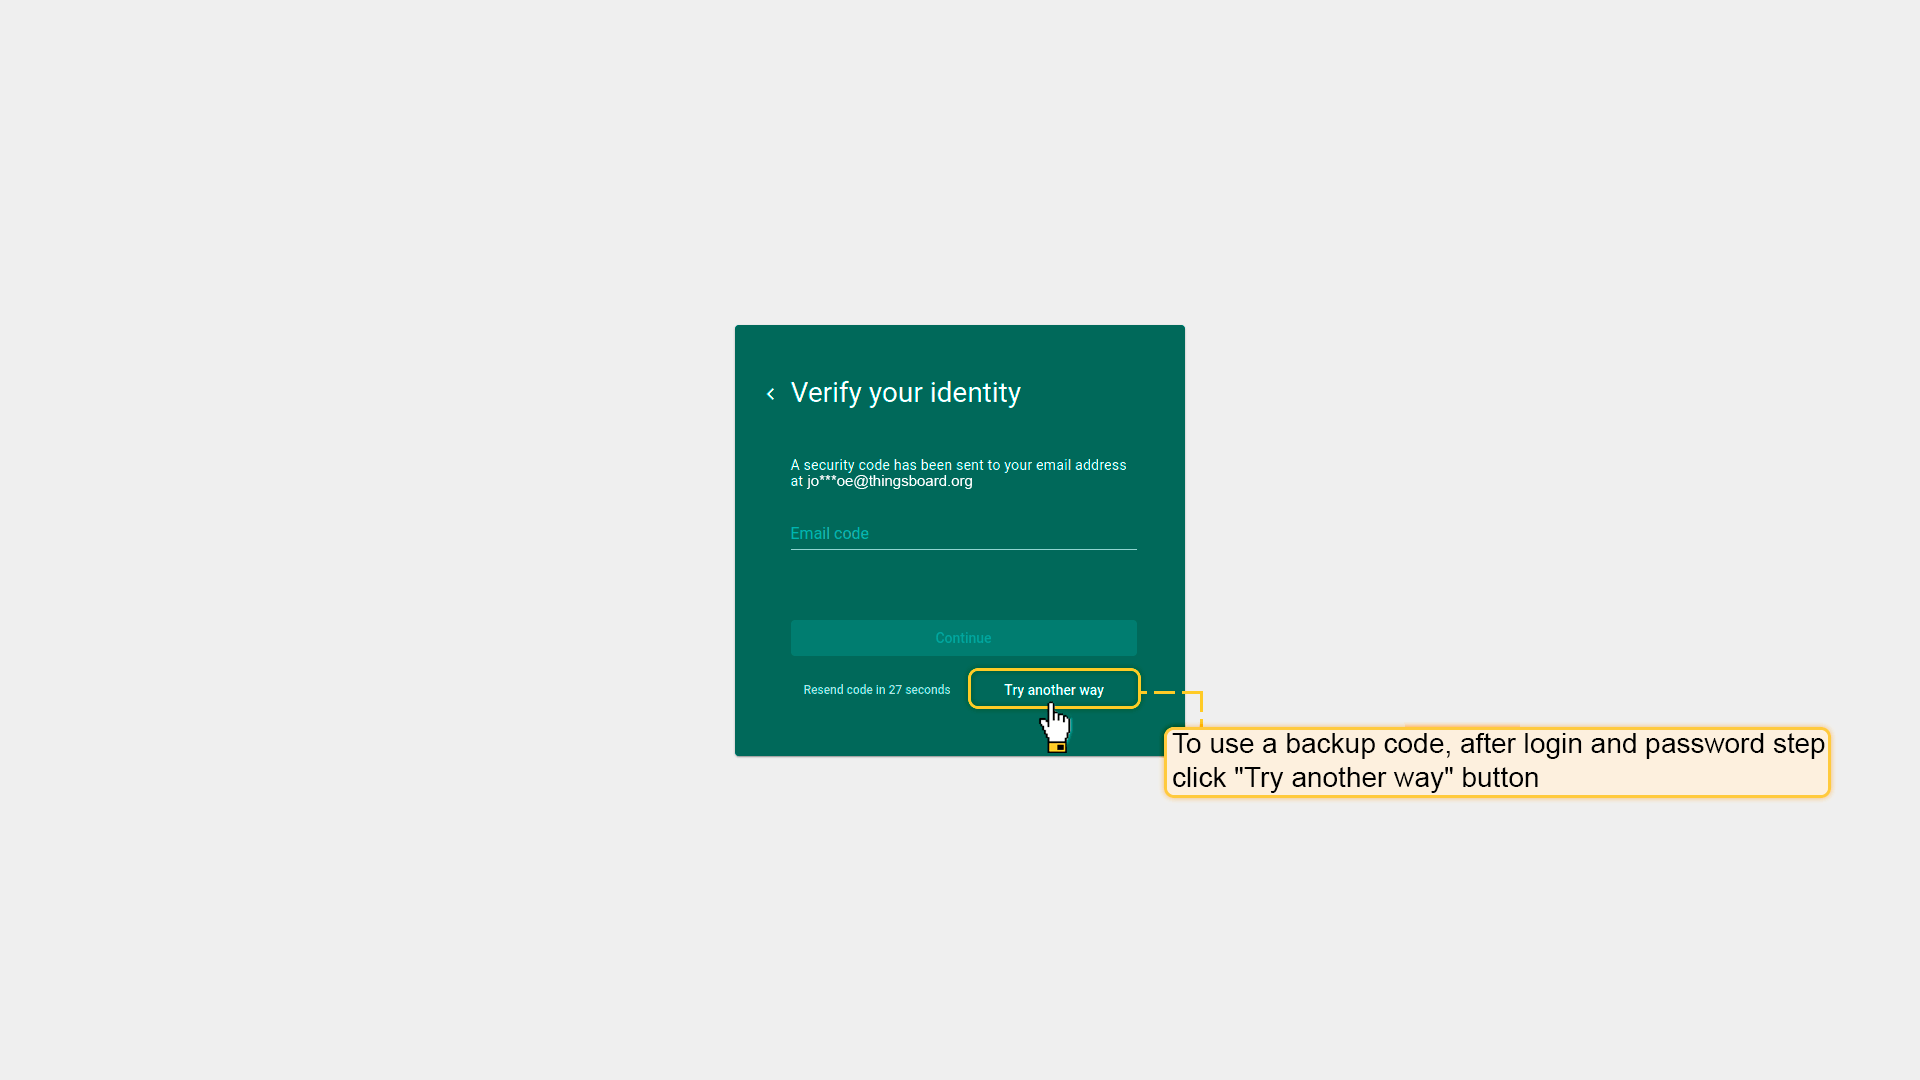 Verify your identity
A security code has been sent to your email address
at jo***oe@thingsboard.org
Email code
Continue
Resend code in 27 seconds
Try another way
To use a backup code, after login and password step
click "Try another way" button